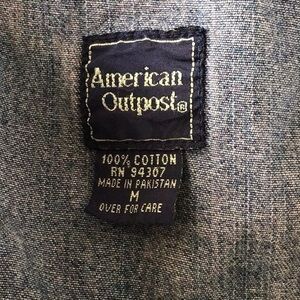 American
Outpost®
100% COTTON
RN 94307
MADE IN PAKISTAN
M
OVER FOR CARE